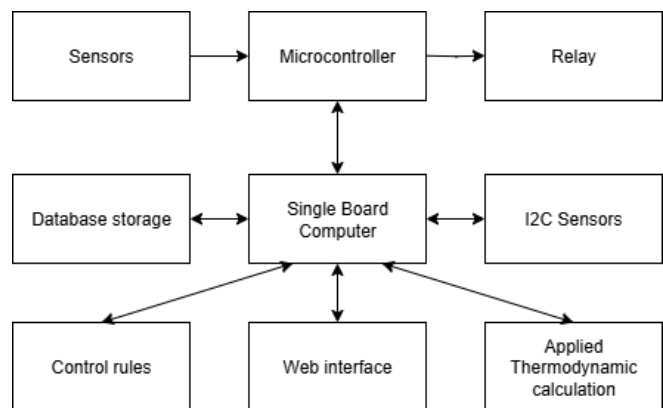 Sensors
Microcontroller
Relay
Database storage
Single Board
Computer
I2C Sensors
Control rules
Web interface
Applied
Thermodynamic
calculation